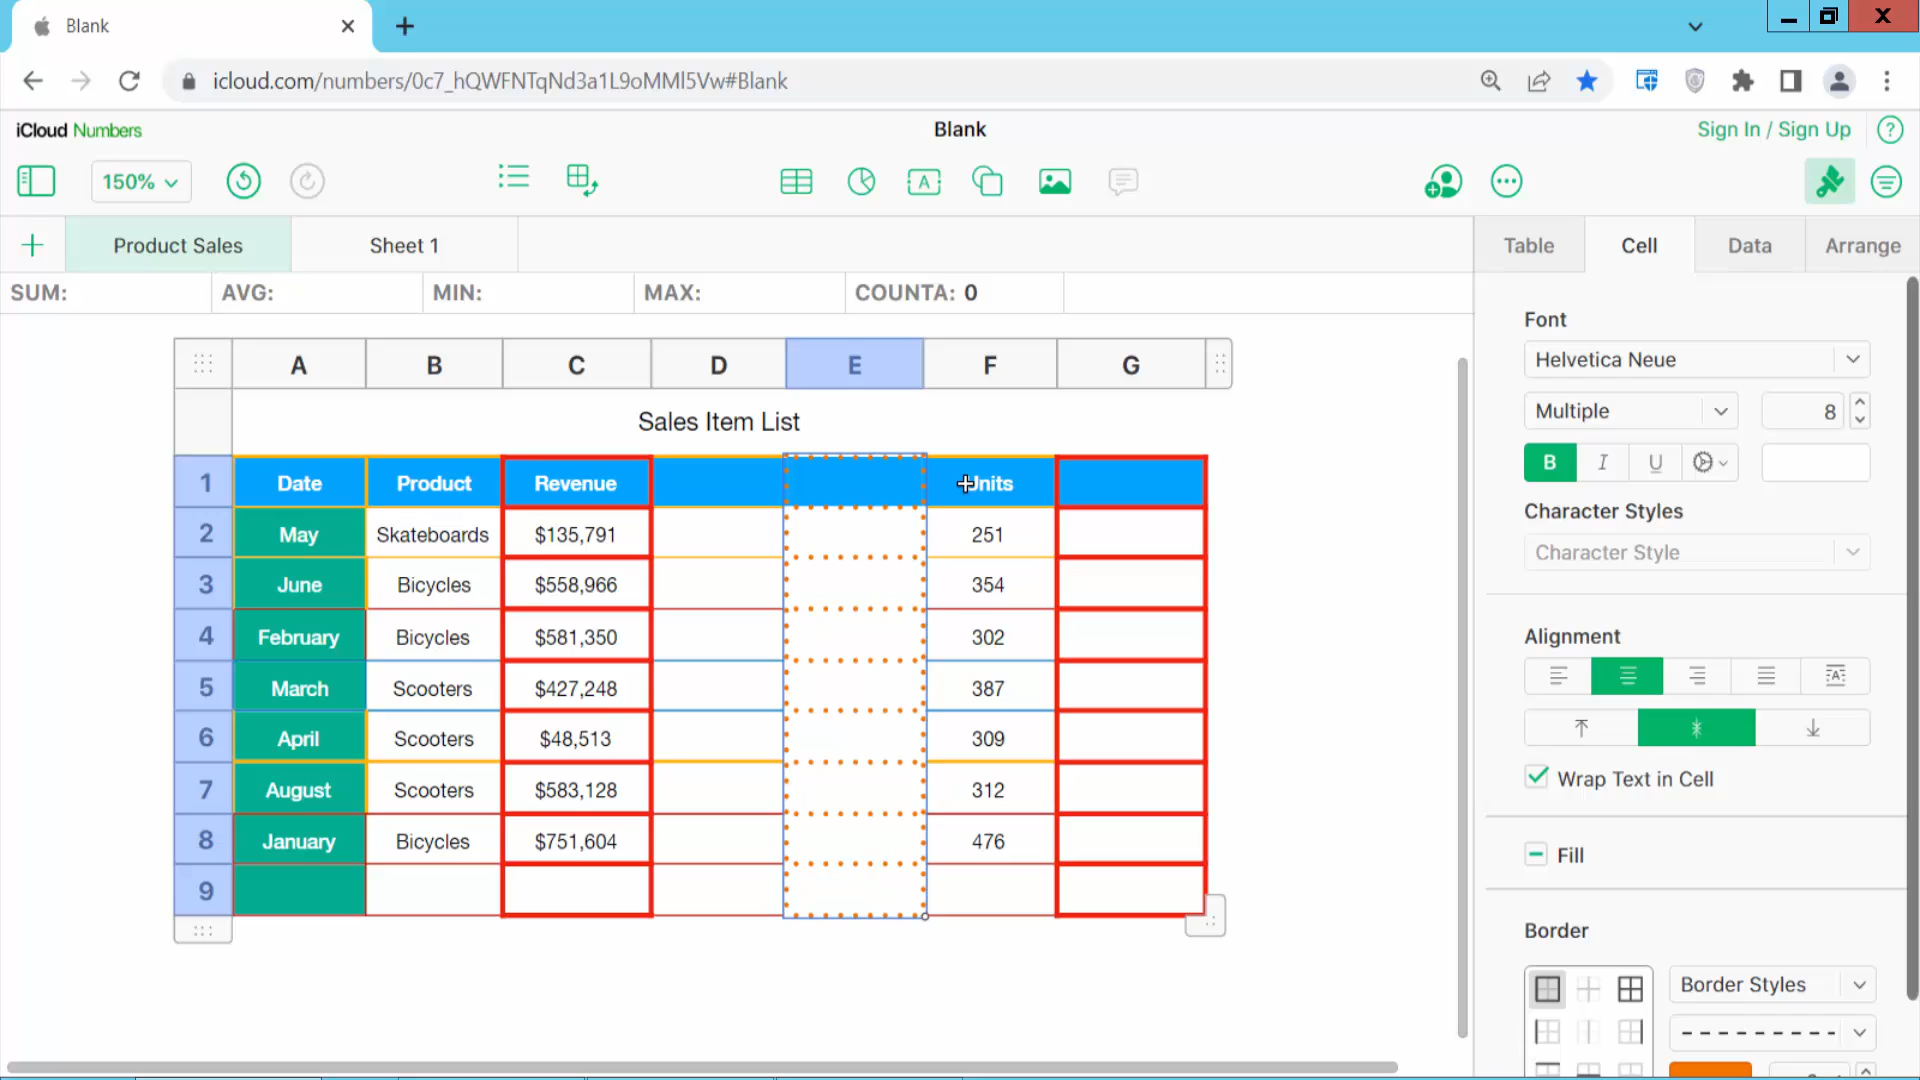 Blank
icloud.com/numbers/0c7_hQWFNTqNd3a1L9oMMl5Vw#Blank
iCloud Numbers
Blank
Sign In / Sign Up
?
150%
A
Product Sales
Sheet 1
Table
Cell
Data
Arrange
SUM:
AVG:
MIN:
MAX:
COUNTA: 0
A B C D E F G
Sales Item List
1 Date Product Revenue Units
2 May Skateboards $135,791 251
3 June Bicycles $558,966 354
4 February Bicycles $581,350 302
5 March Scooters $427,248 387
6 April Scooters $48,513 309
7 August Scooters $583,128 312
8 January Bicycles $751,604 476
9
Font
Helvetica Neue
Multiple
8
B I U
Character Styles
Character Style
Alignment
A
Wrap Text in Cell
Fill
Border
Border Styles